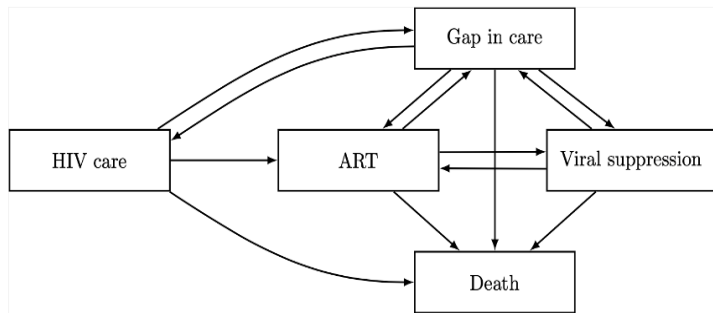 Gap in care
HIV care
ART
Viral suppression
Death